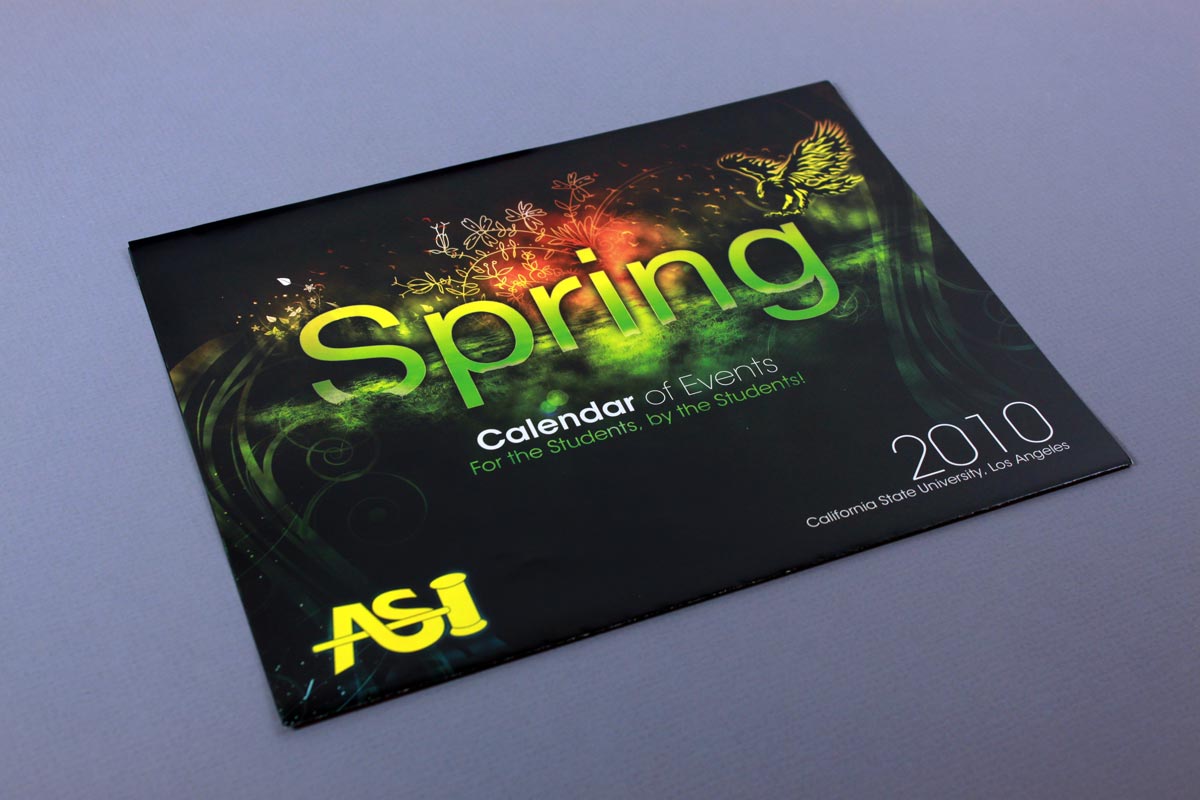 Spring
Calendar of Events
For the Students, by the Students!
2010
California State University, Los Angeles
ASI